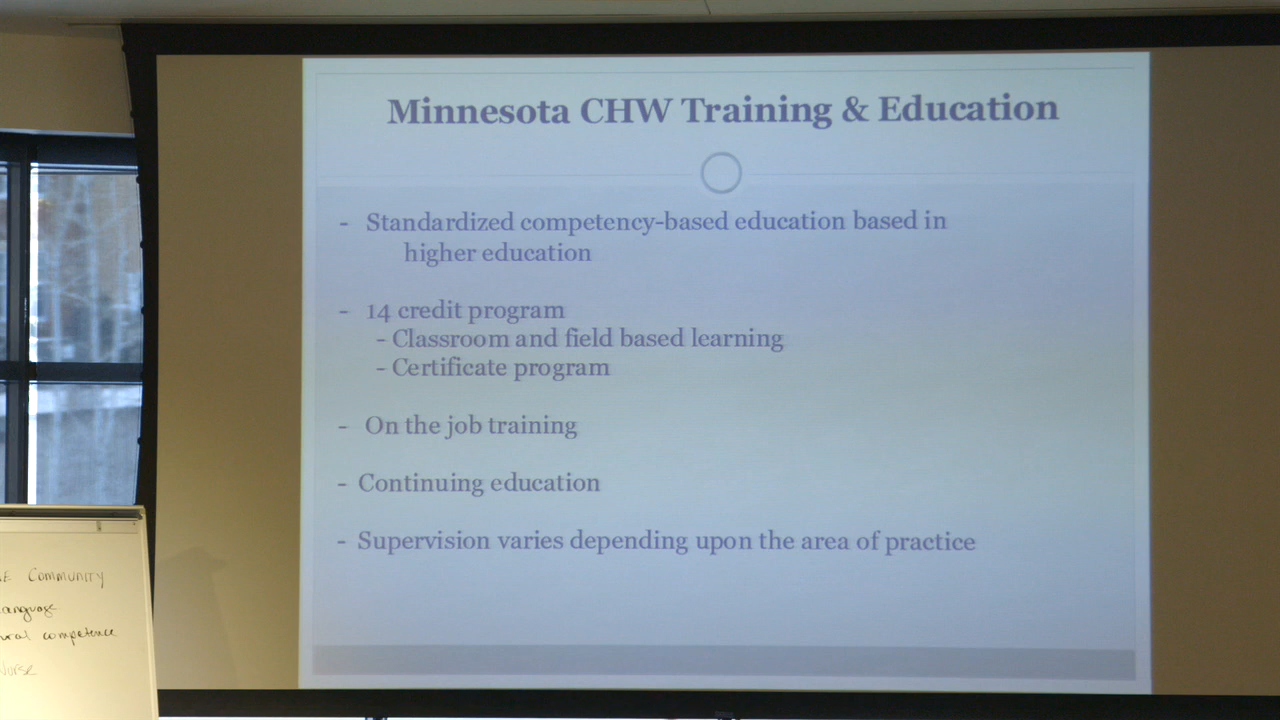 Minnesota CHW Training & Education
- Standardized competency-based education based in
higher education
- 14 credit program
- Classroom and field based learning
- Certificate program
- On the job training
- Continuing education
- Supervision varies depending upon the area of practice
Community
language
competence
Nurse